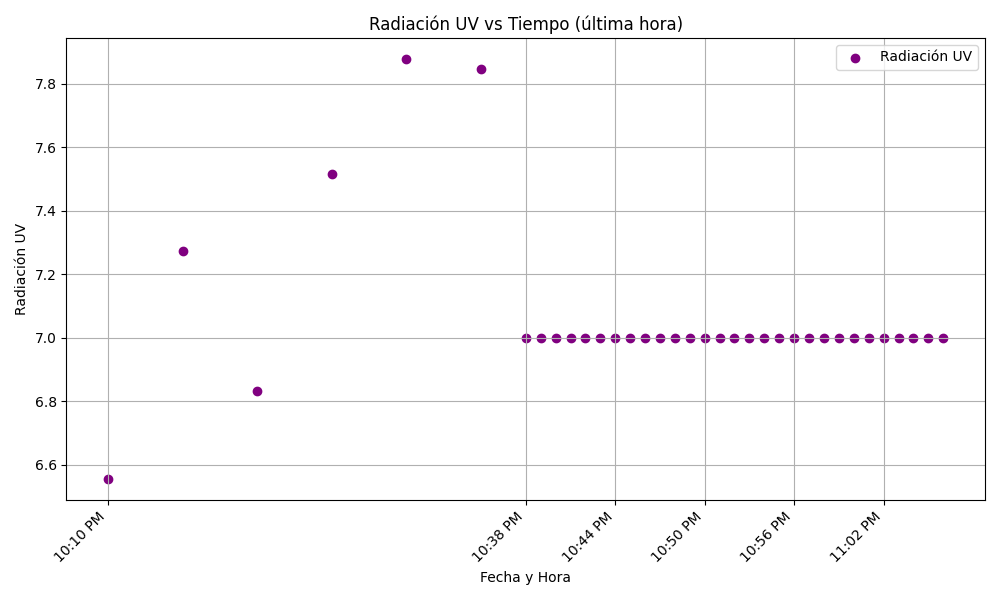 Radiación UV vs Tiempo (última hora)
Radiación UV
Radiación UV
7.8
7.6
7.4
7.2
7.0
6.8
6.6
10:10 PM
10:38 PM
10:44 PM
10:50 PM
10:56 PM
11:02 PM
Fecha y Hora